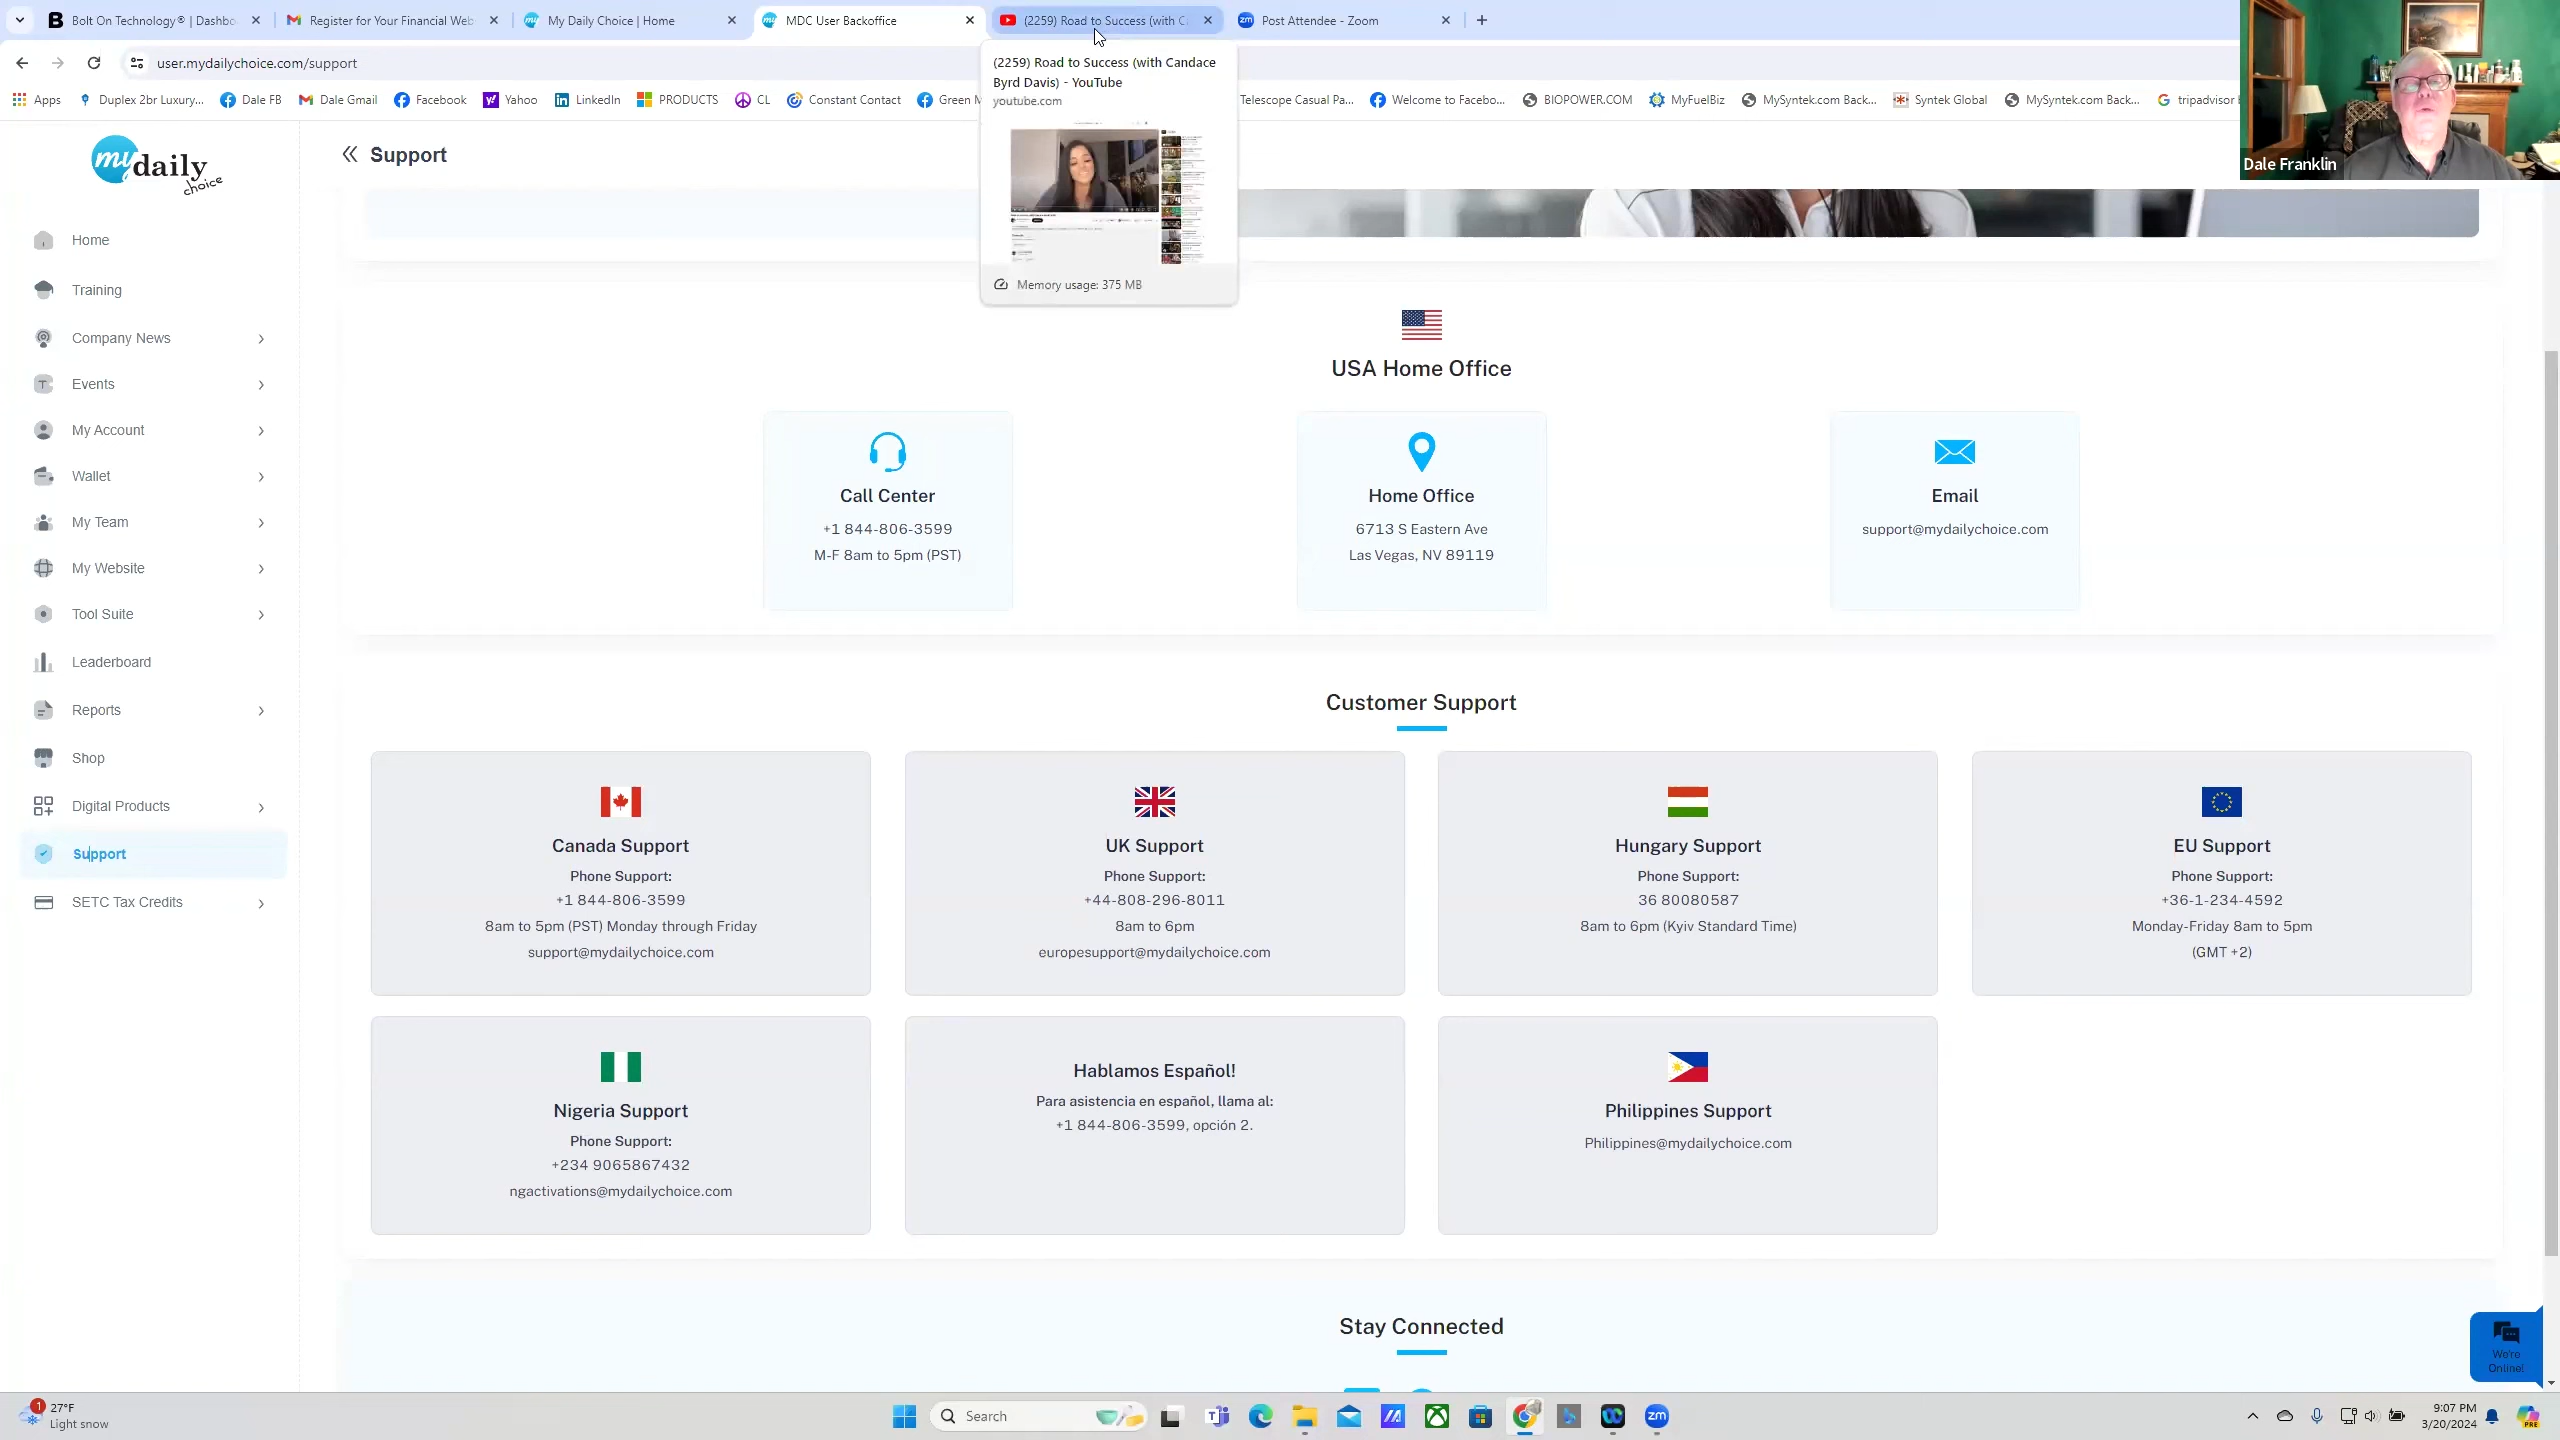 Bolt On Technology® | Dashbo
Register for Your Financial Web
My Daily Choice | Home
MDC User Backoffice
(2259) Road to Success (with C
Post Attendee - Zoom
user.mydailychoice.com/support
(2259) Road to Success (with Candace
Byrd Davis) - YouTube
youtube.com
Memory usage: 375 MB
Apps
Duplex 2br Luxury...
Dale FB
Dale Gmail
Facebook
Yahoo
LinkedIn
PRODUCTS
CL
Constant Contact
Green M
Telescope Casual Pa...
Welcome to Facebo...
BIOPOWER.COM
MyFuelBiz
MySyntek.com Back...
Syntek Global
MySyntek.com Back...
tripadvisor
Dale Franklin
my daily choice
Support
Home
Training
Company News
Events
My Account
Wallet
My Team
My Website
Tool Suite
Leaderboard
Reports
Shop
Digital Products
Support
SETC Tax Credits
USA Home Office
Call Center
+1 844-806-3599
M-F 8am to 5pm (PST)
Home Office
6713 S Eastern Ave
Las Vegas, NV 89119
Email
support@mydailychoice.com
Customer Support
Canada Support
Phone Support:
+1 844-806-3599
8am to 5pm (PST) Monday through Friday
support@mydailychoice.com
UK Support
Phone Support:
+44-808-296-8011
8am to 6pm
europesupport@mydailychoice.com
Hungary Support
Phone Support:
36 80080587
8am to 6pm (Kyiv Standard Time)
EU Support
Phone Support:
+36-1-234-4592
Monday-Friday 8am to 5pm
(GMT +2)
Nigeria Support
Phone Support:
+234 9065867432
ngactivations@mydailychoice.com
Hablamos Español!
Para asistencia en español, llama al:
+1 844-806-3599, opción 2.
Philippines Support
Philippines@mydailychoice.com
Stay Connected
We're
Online!
1
27°F
Light snow
Search
zm
9:07 PM
3/20/2024
PRE